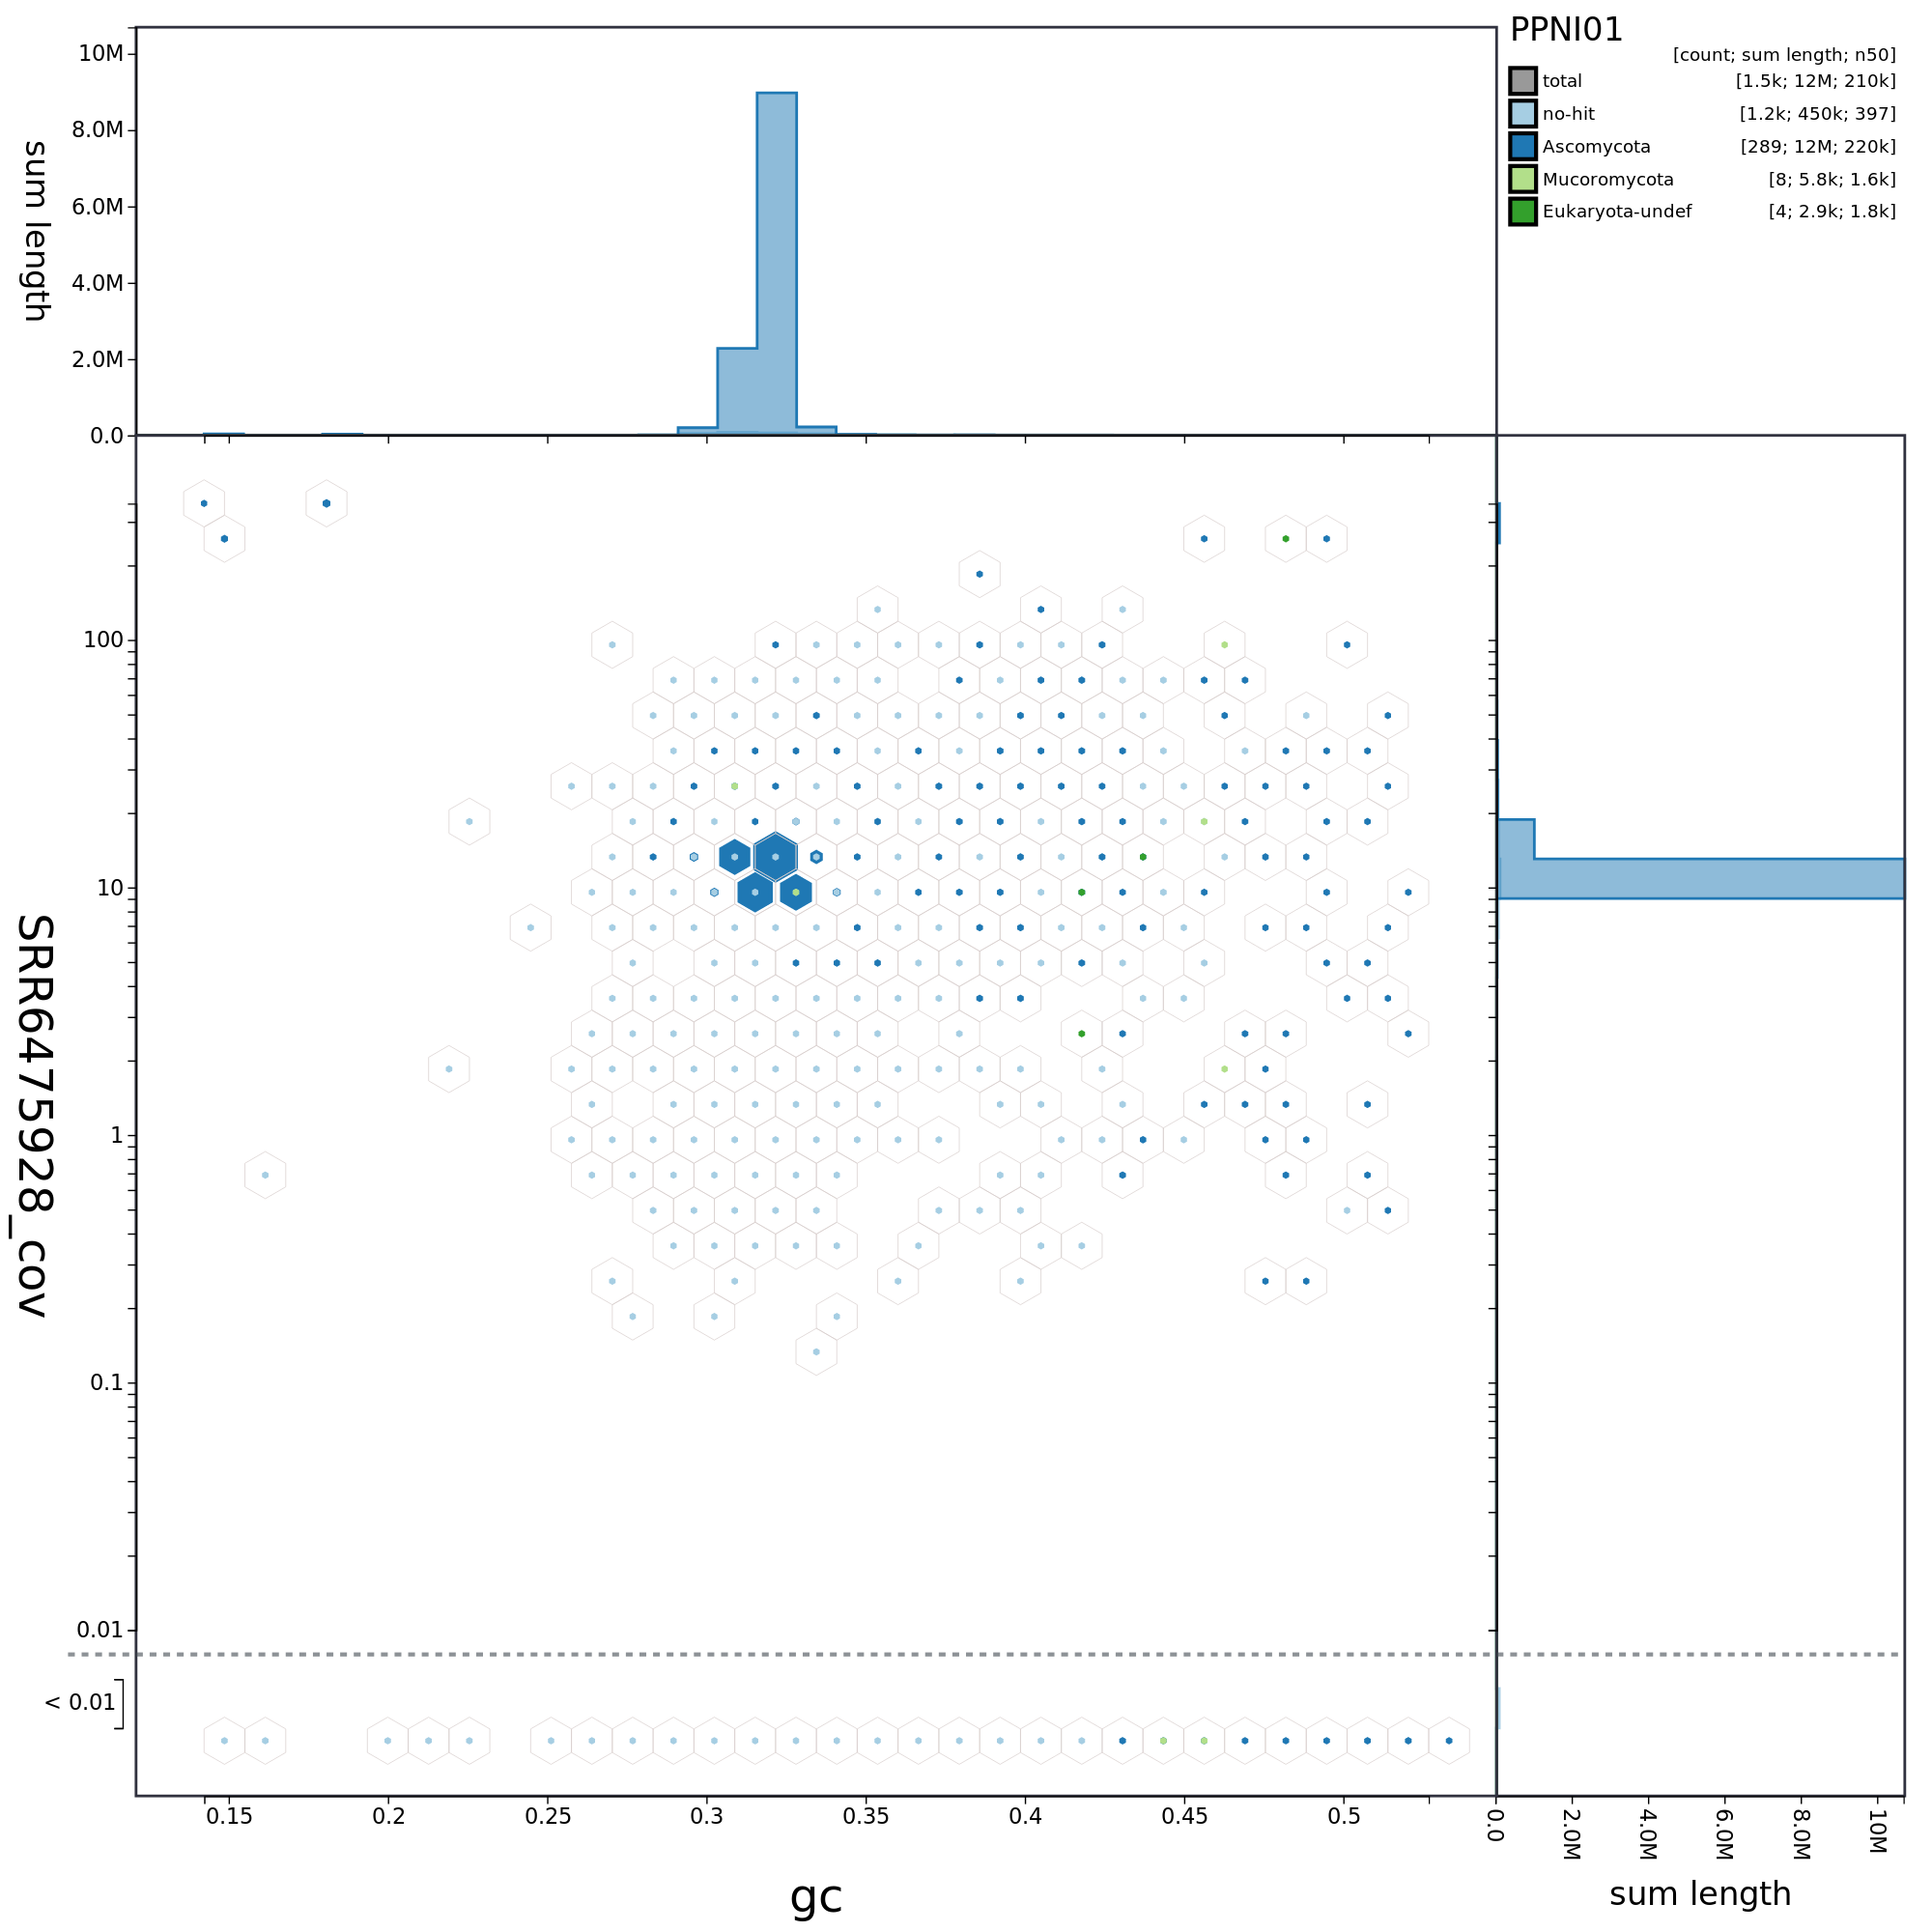 PPNI01
[count; sum length; n50]
total [1.5k; 12M; 210k]
no-hit [1.2k; 450k; 397]
Ascomycota [289; 12M; 220k]
Mucoromycota [8; 5.8k; 1.6k]
Eukaryota-undef [4; 2.9k; 1.8k]
sum length
10M
8.0M
6.0M
4.0M
2.0M
0.0
SRR6475928_cov
100
10
1
0.1
0.01
< 0.01
0.15 0.2 0.25 0.3 0.35 0.4 0.45 0.5
gc
0.0 2.0M 4.0M 6.0M 8.0M 10M
sum length